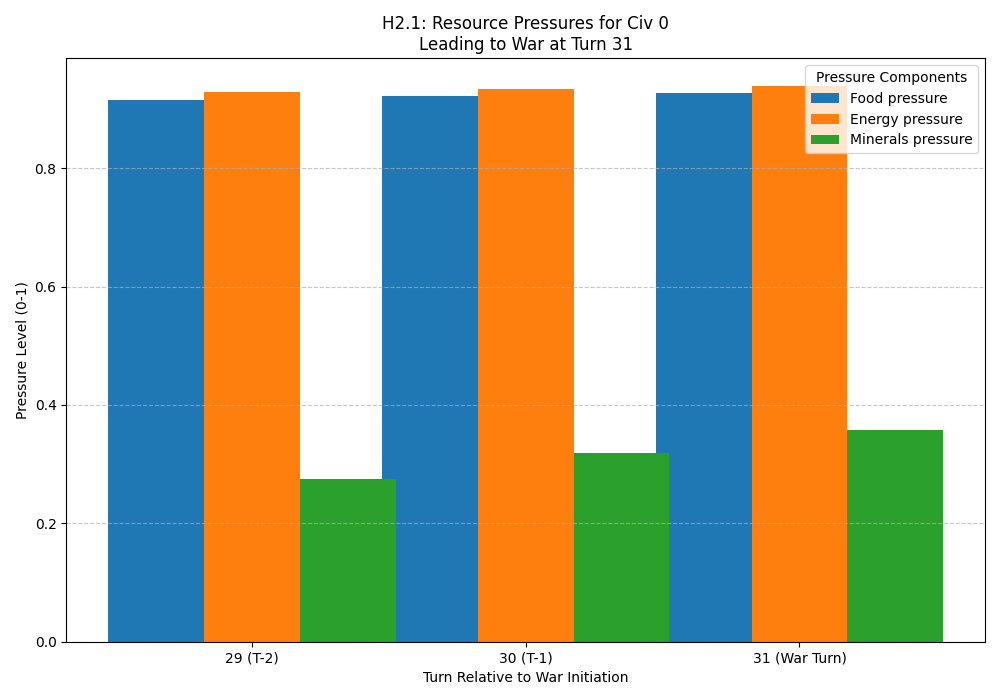 H2.1: Resource Pressures for Civ 0
Leading to War at Turn 31
Pressure Components
Food pressure
Energy pressure
Minerals pressure
Pressure Level (0-1)
0.8
0.6
0.4
0.2
0.0
29 (T-2)
30 (T-1)
31 (War Turn)
Turn Relative to War Initiation